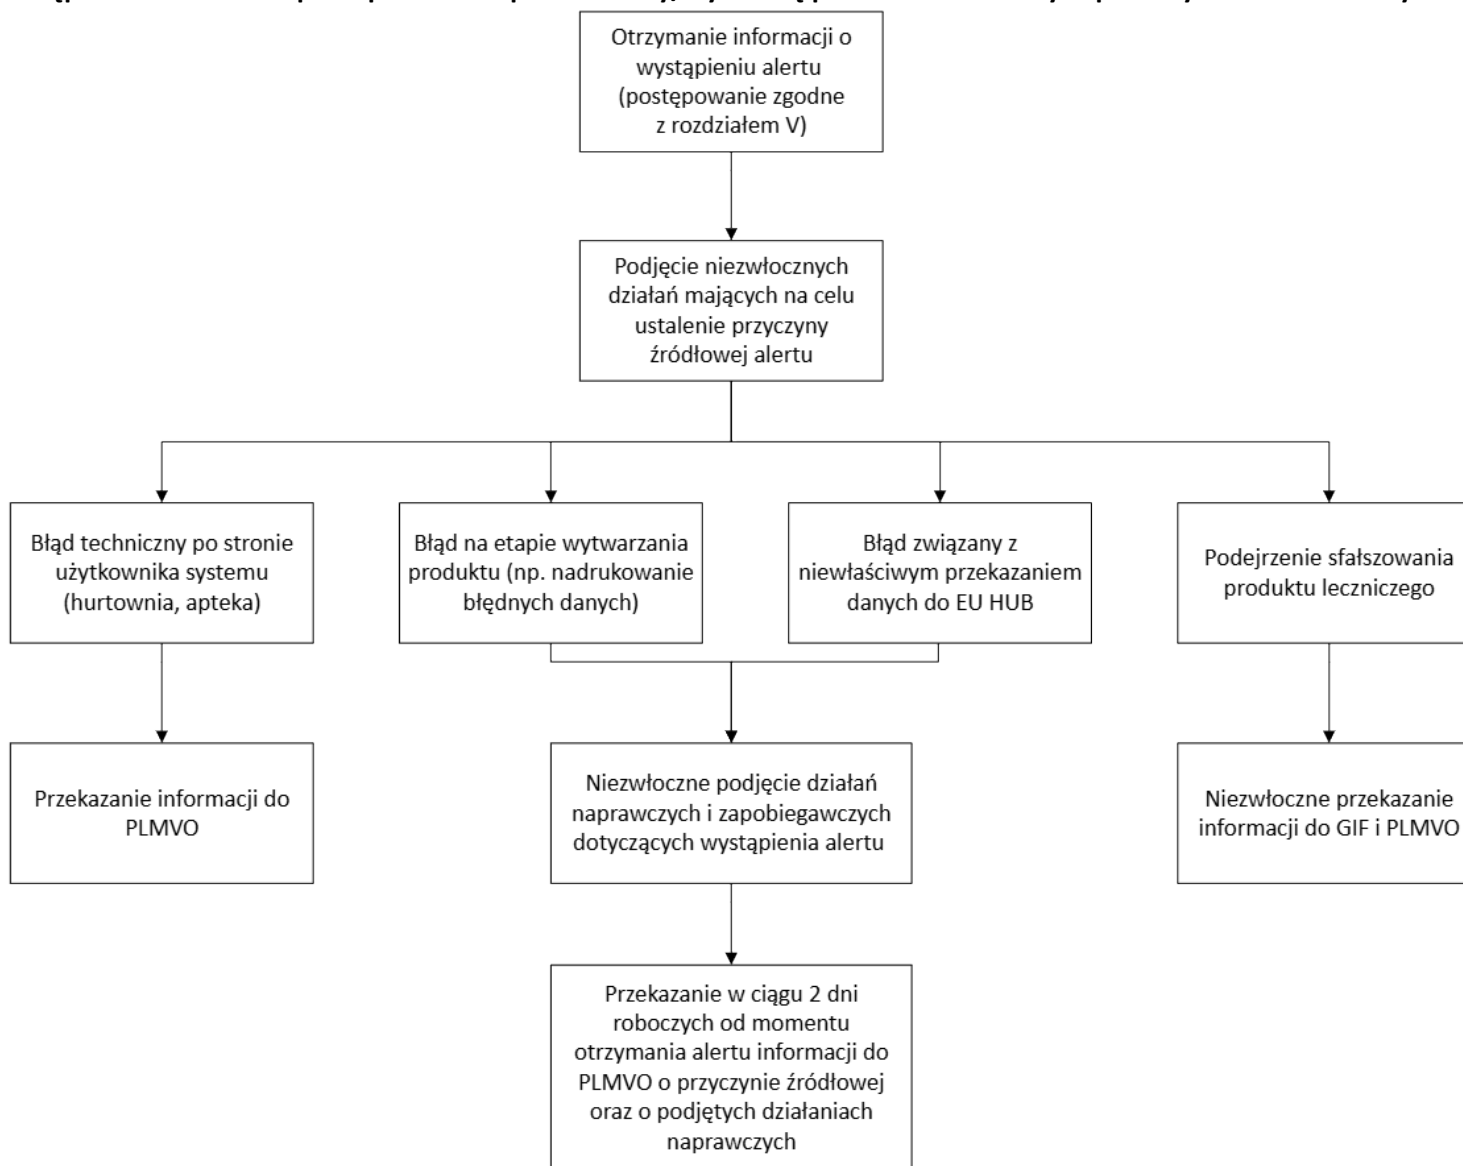 Otrzymanie informacji o
wystąpieniu alertu
(postępowanie zgodne
z rozdziałem V)
Podjęcie niezwłocznych
działań mających na celu
ustalenie przyczyny
źródłowej alertu
Błąd techniczny po stronie
użytkownika systemu
(hurtownia, apteka)
Błąd na etapie wytwarzania
produktu (np. nadrukowanie
błędnych danych)
Błąd związany z
niewłaściwym przekazaniem
danych do EU HUB
Podejrzenie sfałszowania
produktu leczniczego
Przekazanie informacji do
PLMVO
Niezwłoczne podjęcie działań
naprawczych i zapobiegawczych
dotyczących wystąpienia alertu
Niezwłoczne przekazanie
informacji do GIF i PLMVO
Przekazanie w ciągu 2 dni
roboczych od momentu
otrzymania alertu informacji do
PLMVO o przyczynie źródłowej
oraz o podjętych działaniach
naprawczych